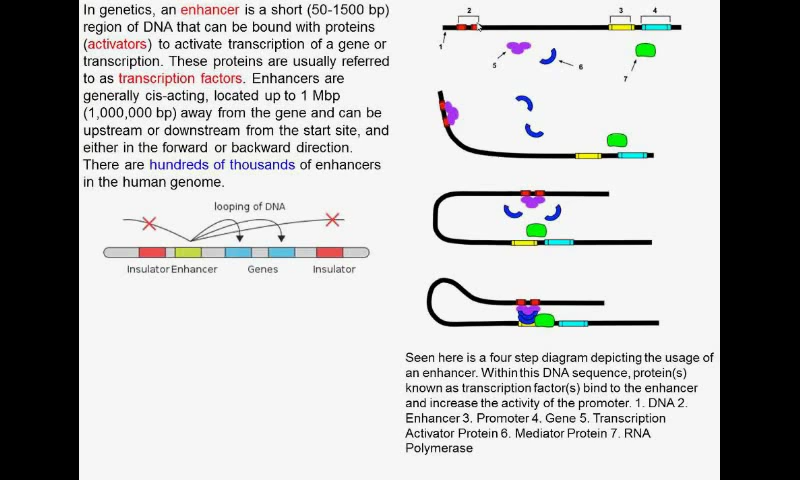 In genetics, an enhancer is a short (50-1500 bp)
region of DNA that can be bound with proteins
(activators) to activate transcription of a gene or
transcription. These proteins are usually referred
to as transcription factors. Enhancers are
generally cis-acting, located up to 1 Mbp
(1,000,000 bp) away from the gene and can be
upstream or downstream from the start site, and
either in the forward or backward direction.
There are hundreds of thousands of enhancers
in the human genome.
looping of DNA
Insulator Enhancer Genes Insulator
2 3 4
1 5 6 7
Seen here is a four step diagram depicting the usage of
an enhancer. Within this DNA sequence, protein(s)
known as transcription factor(s) bind to the enhancer
and increase the activity of the promoter. 1. DNA 2.
Enhancer 3. Promoter 4. Gene 5. Transcription
Activator Protein 6. Mediator Protein 7. RNA
Polymerase